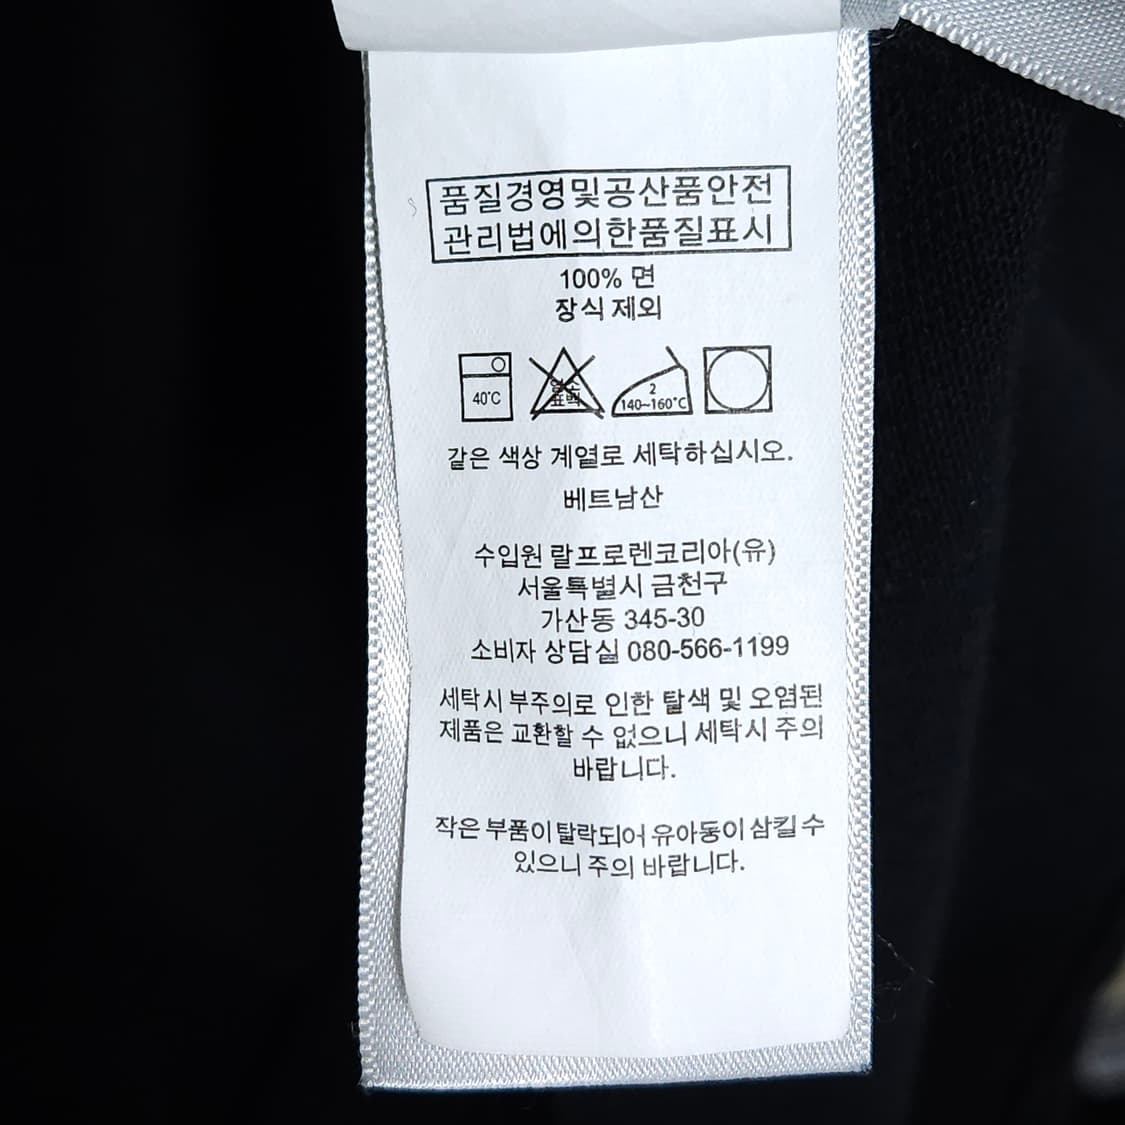 품질경영및공산품안전
관리법에의한품질표시
100% 면
장식 제외
40°C
염소
표백
2
140~160°C
같은 색상 계열로 세탁하십시오.
베트남산
수입원 랄프로렌코리아(유)
서울특별시 금천구
가산동 345-30
소비자 상담실 080-566-1199
세탁시 부주의로 인한 탈색 및 오염된
제품은 교환할 수 없으니 세탁시 주의
바랍니다.
작은 부품이 탈락되어 유아동이 삼킬 수
있으니 주의 바랍니다.